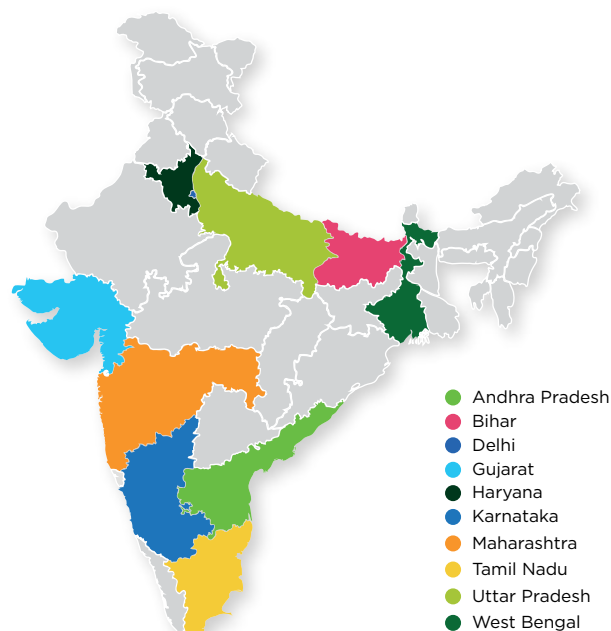 Andhra Pradesh
Bihar
Delhi
Gujarat
Haryana
Karnataka
Maharashtra
Tamil Nadu
Uttar Pradesh
West Bengal